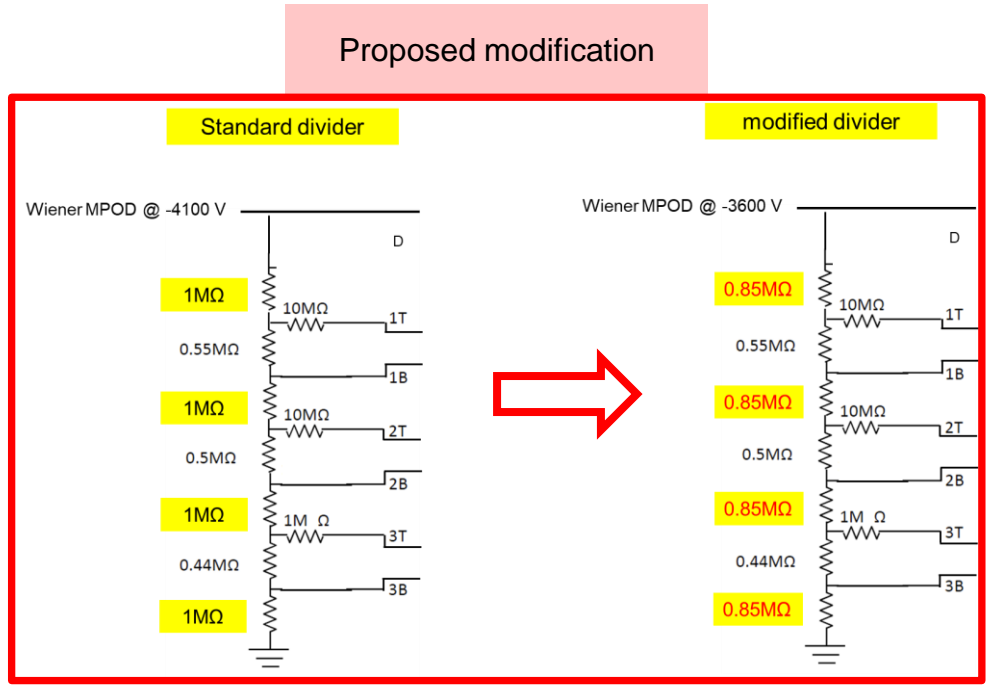 Proposed modification
Standard divider
Wiener MPOD @ -4100 V
D
1MΩ
10MΩ
1T
0.55MΩ
1B
1MΩ
10MΩ
2T
0.5MΩ
2B
1MΩ
1M Ω
3T
0.44MΩ
3B
1MΩ
modified divider
Wiener MPOD @ -3600 V
D
0.85MΩ
10MΩ
1T
0.55MΩ
1B
0.85MΩ
10MΩ
2T
0.5MΩ
2B
0.85MΩ
1M Ω
3T
0.44MΩ
3B
0.85MΩ